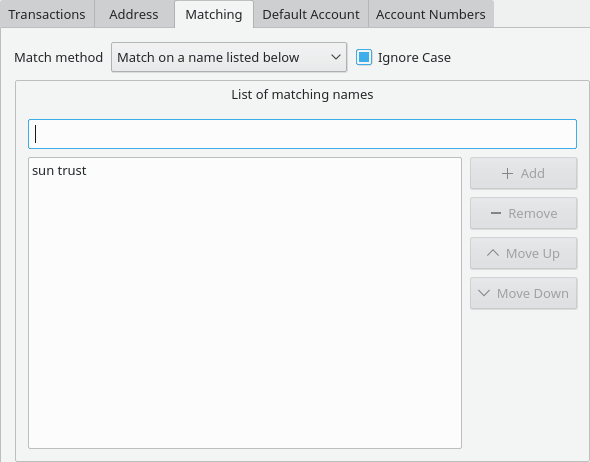 Transactions Address Matching Default Account Account Numbers
Match method Match on a name listed below Ignore Case
List of matching names
sun trust
Add
Remove
Move Up
Move Down